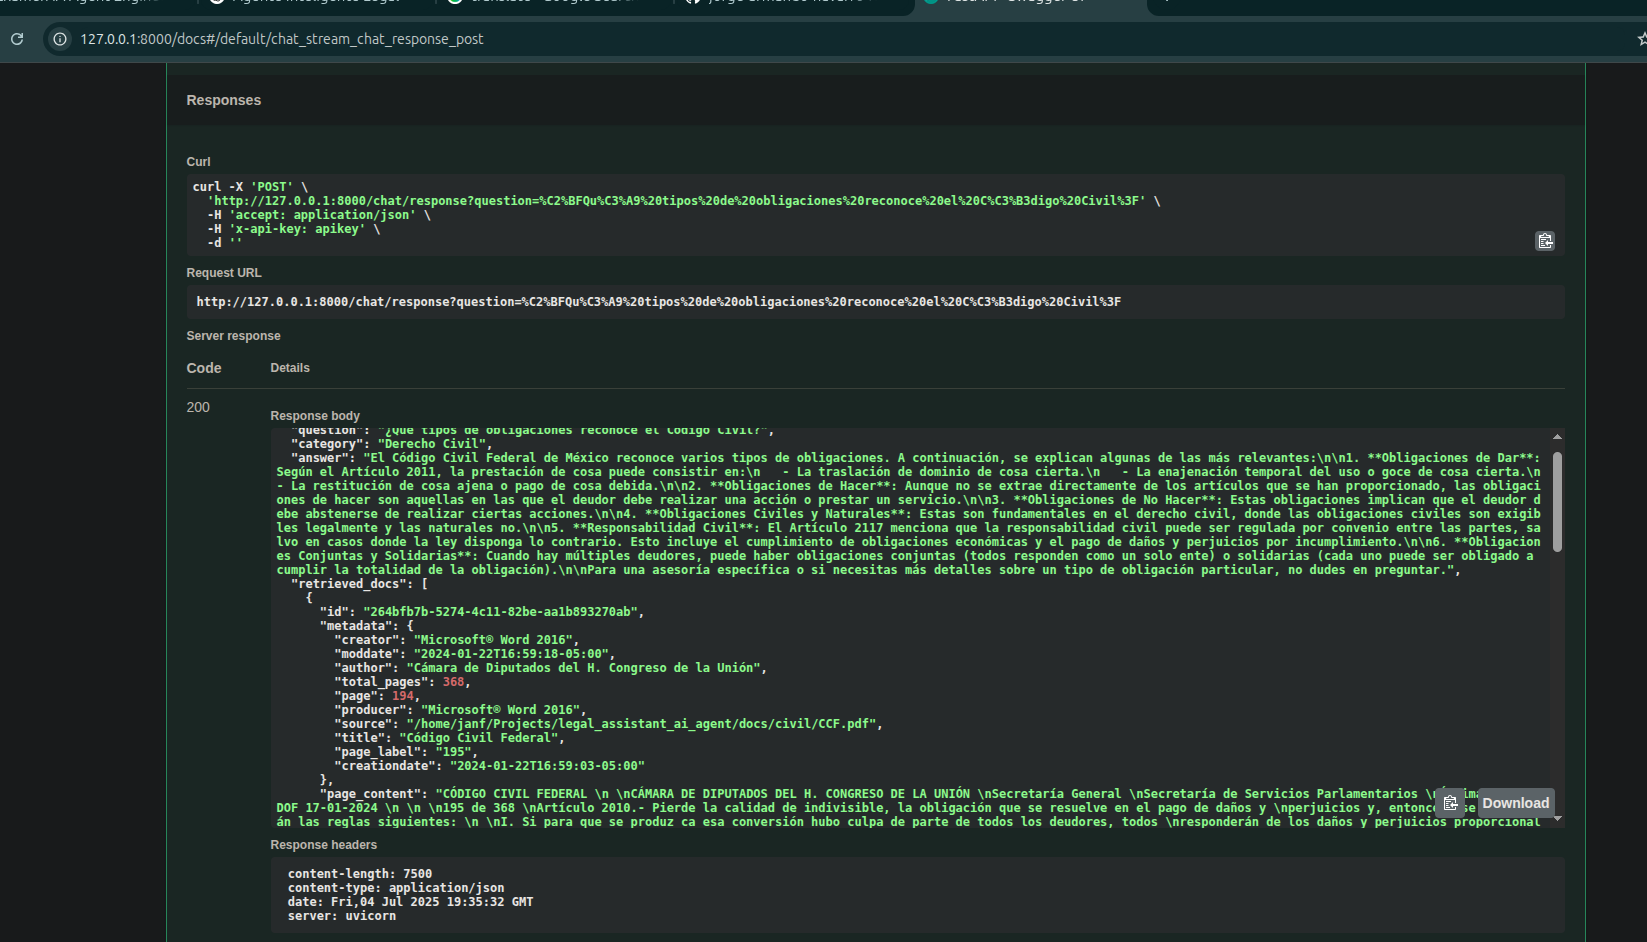 127.0.0.1:8000/docs#/default/chat_stream_chat_response_post
Responses
Curl
curl -X 'POST' \
'http://127.0.0.1:8000/chat/response?question=%C2%BFQu%C3%A9%20tipos%20de%20obligaciones%20reconoce%20el%20C%C3%B3digo%20Civil%3F' \
-H 'accept: application/json' \
-H 'x-api-key: apikey' \
-d ''
Request URL
http://127.0.0.1:8000/chat/response?question=%C2%BFQu%C3%A9%20tipos%20de%20obligaciones%20reconoce%20el%20C%C3%B3digo%20Civil%3F
Server response
Code Details
200
Response body
"question": "¿Qué tipos de obligaciones reconoce el Código Civil?",
"category": "Derecho Civil",
"answer": "El Código Civil Federal de México reconoce varios tipos de obligaciones. A continuación, se explican algunas de las más relevantes:\n\n1. **Obligaciones de Dar**:
Según el Artículo 2011, la prestación de cosa puede consistir en:\n   - La traslación de dominio de cosa cierta.\n   - La enajenación temporal del uso o goce de cosa cierta.\n
- La restitución de cosa ajena o pago de cosa debida.\n\n2. **Obligaciones de Hacer**: Aunque no se extrae directamente de los artículos que se han proporcionado, las obligaci
ones de hacer son aquellas en las que el deudor debe realizar una acción o prestar un servicio.\n\n3. **Obligaciones de No Hacer**: Estas obligaciones implican que el deudor d
ebe abstenerse de realizar ciertas acciones.\n\n4. **Obligaciones Civiles y Naturales**: Estas son fundamentales en el derecho civil, donde las obligaciones civiles son exigib
les legalmente y las naturales no.\n\n5. **Responsabilidad Civil**: El Artículo 2117 menciona que la responsabilidad civil puede ser regulada por convenio entre las partes, sa
lvo en casos donde la ley disponga lo contrario. Esto incluye el cumplimiento de obligaciones económicas y el pago de daños y perjuicios por incumplimiento.\n\n6. **Obligacion
es Conjuntas y Solidarias**: Cuando hay múltiples deudores, puede haber obligaciones conjuntas (todos responden como un solo ente) o solidarias (cada uno puede ser obligado a
cumplir la totalidad de la obligación).\n\nPara una asesoría específica o si necesitas más detalles sobre un tipo de obligación particular, no dudes en preguntar.",
"retrieved_docs": [
{
"id": "264bfb7b-5274-4c11-82be-aa1b893270ab",
"metadata": {
"creator": "Microsoft® Word 2016",
"moddate": "2024-01-22T16:59:18-05:00",
"author": "Cámara de Diputados del H. Congreso de la Unión",
"total_pages": 368,
"page": 194,
"producer": "Microsoft® Word 2016",
"source": "/home/janf/Projects/legal_assistant_ai_agent/docs/civil/CCF.pdf",
"title": "Código Civil Federal",
"page_label": "195",
"creationdate": "2024-01-22T16:59:03-05:00"
},
"page_content": "CÓDIGO CIVIL FEDERAL \n \nCÁMARA DE DIPUTADOS DEL H. CONGRESO DE LA UNIÓN \nSecretaría General \nSecretaría de Servicios Parlamentarios
DOF 17-01-2024 \n \n \n195 de 368 \nArtículo 2010.- Pierde la calidad de indivisible, la obligación que se resuelve en el pago de daños y \nperjuicios y,
án las reglas siguientes: \n \nI. Si para que se produz ca esa conversión hubo culpa de parte de todos los deudores, todos \nresponderán de los daños y perjuicios proporcional
Download
Response headers
content-length: 7500
content-type: application/json
date: Fri,04 Jul 2025 19:35:32 GMT
server: uvicorn